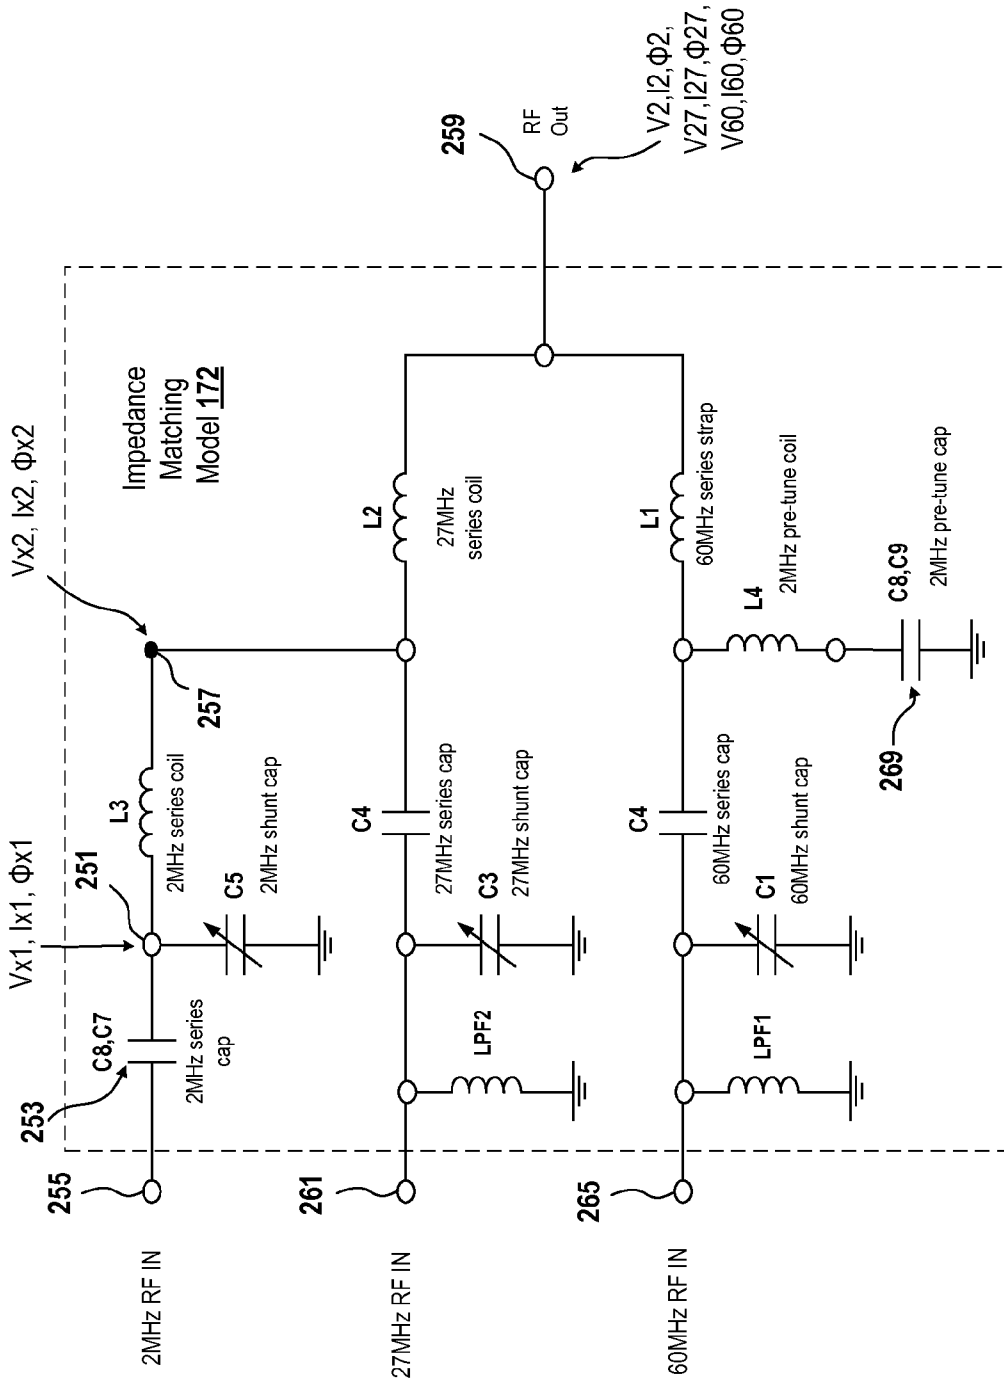 Vx1, Ix1, Φx1
Vx2, Ix2, Φx2
Impedance
Matching
Model 172
255
253
C8,C7
2MHz series
cap
251
L3
2MHz series coil
257
C5
2MHz shunt cap
2MHz RF IN
261
LPF2
C3
27MHz shunt cap
C4
27MHz series cap
L2
27MHz
series coil
27MHz RF IN
265
LPF1
C1
60MHz shunt cap
C4
60MHz series cap
L1
60MHz series strap
L4
2MHz pre-tune coil
C8,C9
2MHz pre-tune cap
269
60MHz RF IN
259
RF
Out
V2,I2,Φ2,
V27,I27,Φ27,
V60,I60,Φ60